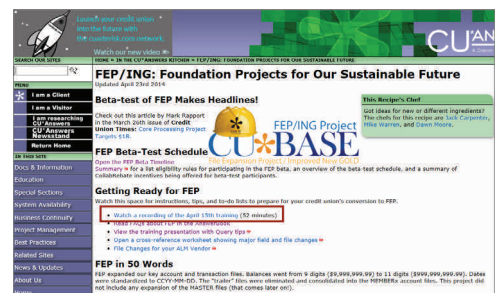 Launch your credit union
into the future with
the cuasterisk.com network.
Watch our new video »
CU*AN
SEARCH OUR SITES
HOME » IN THE CU*ANSWERS KITCHEN » FEP/ING: FOUNDATION PROJECTS FOR OUR SUSTAINABLE FUTURE
FEP/ING: Foundation Projects for Our Sustainable Future
Updated April 23rd 2014
MENU
I am a Client
I am a Visitor
I am researching
CU*Answers
CU*Answers
Newsstand
Return Home
IN THIS SITE
Docs & Information
Education
Special Sections
System Availability
Business Continuity
Project Management
Best Practices
Related Sites
News & Updates
About Us
Beta-test of FEP Makes Headlines!
Check out this article by Mark Rapport
in the March 26th issue of Credit
Union Times: Core Processing Project
Targets $1B.
FEP/ING Project
CU*BASE
File Expansion Project / Improved New GOLD
This Recipe's Chef
Got ideas for new or different ingredients?
The chefs for this recipe are Jack Carpenter,
Mike Warren, and Dawn Moore.
FEP Beta-Test Schedule
Open the FEP Beta Timeline
Summary » for a list eligibility rules for participating in the FEP beta, an overview of the beta-test schedule, and a summary of
CollabHebate incentives being offered for beta-test participants.
Getting Ready for FEP
Watch this space for instructions, tips, and to-do lists to prepare for your credit union's conversion to FEP.
• Watch a recording of the April 15th training (52 minutes)
• Read FAQs about FEP in the AnswerBook
• View the training presentation with Query tips »
• Open a cross-reference worksheet showing major field and file changes »
• File Changes for your ALM Vendor »
FEP in 50 Words
FEP expanded our key account and transaction files. Balances went from 9 digits ($9,999,999.99) to 11 digits ($999,999,999.99). Dates
were standardized to CCYY-MM-DD. The "trailer" files were eliminated and consolidated into the MEMBERx account files. This project did
not include any expansion of the MASTER files (that comes later on!).